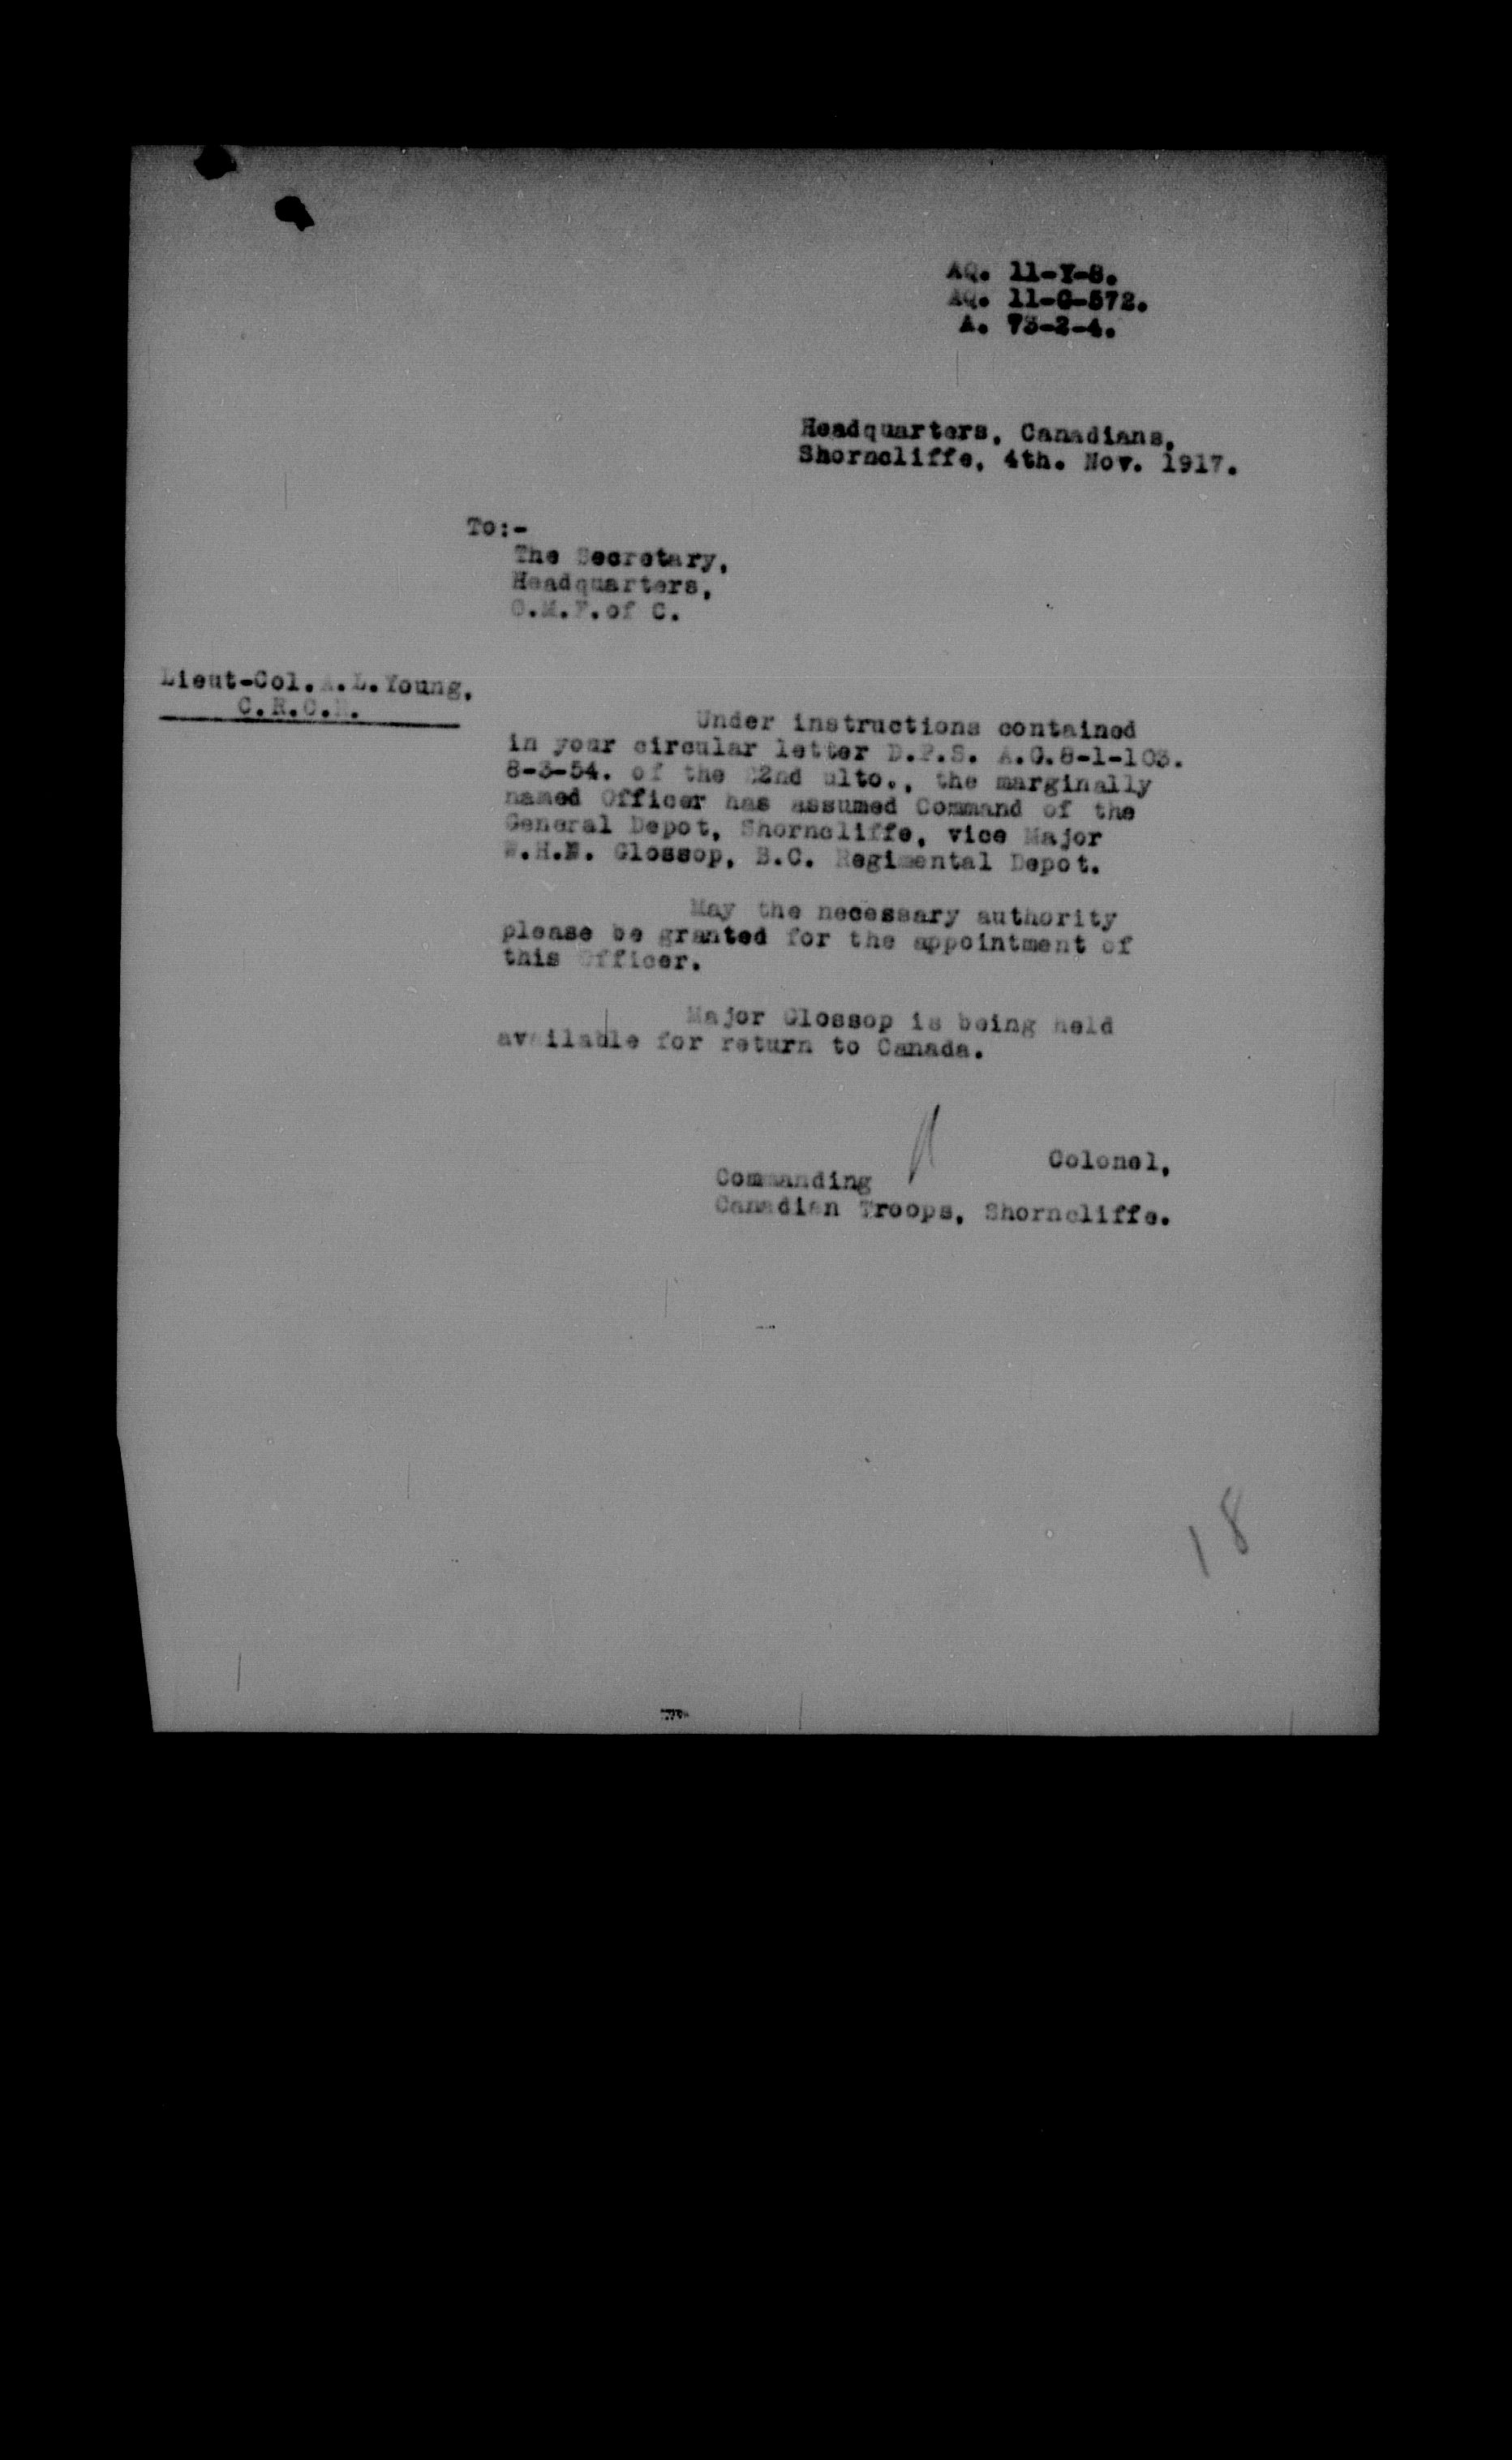 AQ. 11-Y-8.
AQ. 11-G-572.
A. 73-2-4.
Headquarters, Canadians,
Shorncliffe, 4th. Nov. 1917.
To:-
The Secretary,
Headquarters,
O.M.F.of C.
Lieut-Col.A.L.Young,
C.R.O.
Under instructions contained
in your circular letter D.P.S. A.G.8-1-103.
8-3-54. of the 22nd ulto., the marginally
named Officer has assumed Command of the
General Depot, Shorncliffe, vice Major
W.H.N. Glossop, B.C. Regimental Depot.
May the necessary authority
please be granted for the appointment of
this Officer.
Major Glossop is being held
available for return to Canada.
Colonel,
Commanding
Canadian Troops, Shorncliffe.
18